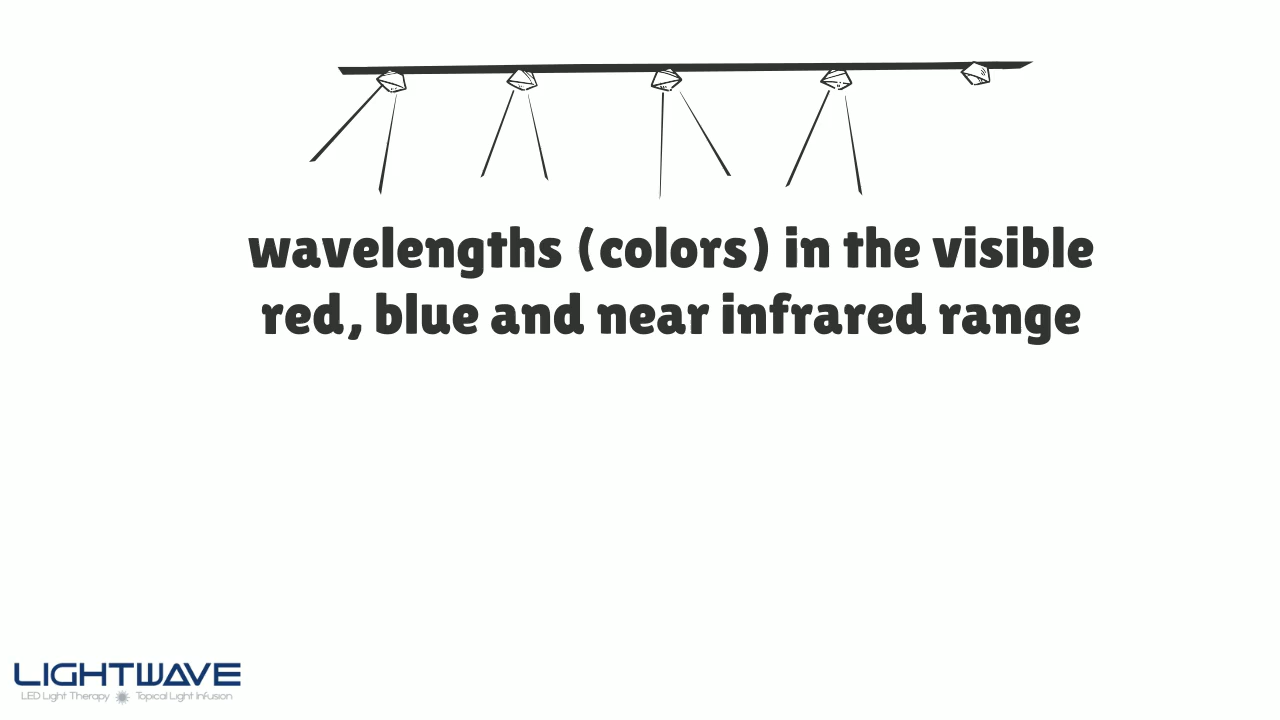 wavelengths (colors) in the visible
red, blue and near infrared range
LIGHTWAVE
LED Light Therapy Topical Light Infusion